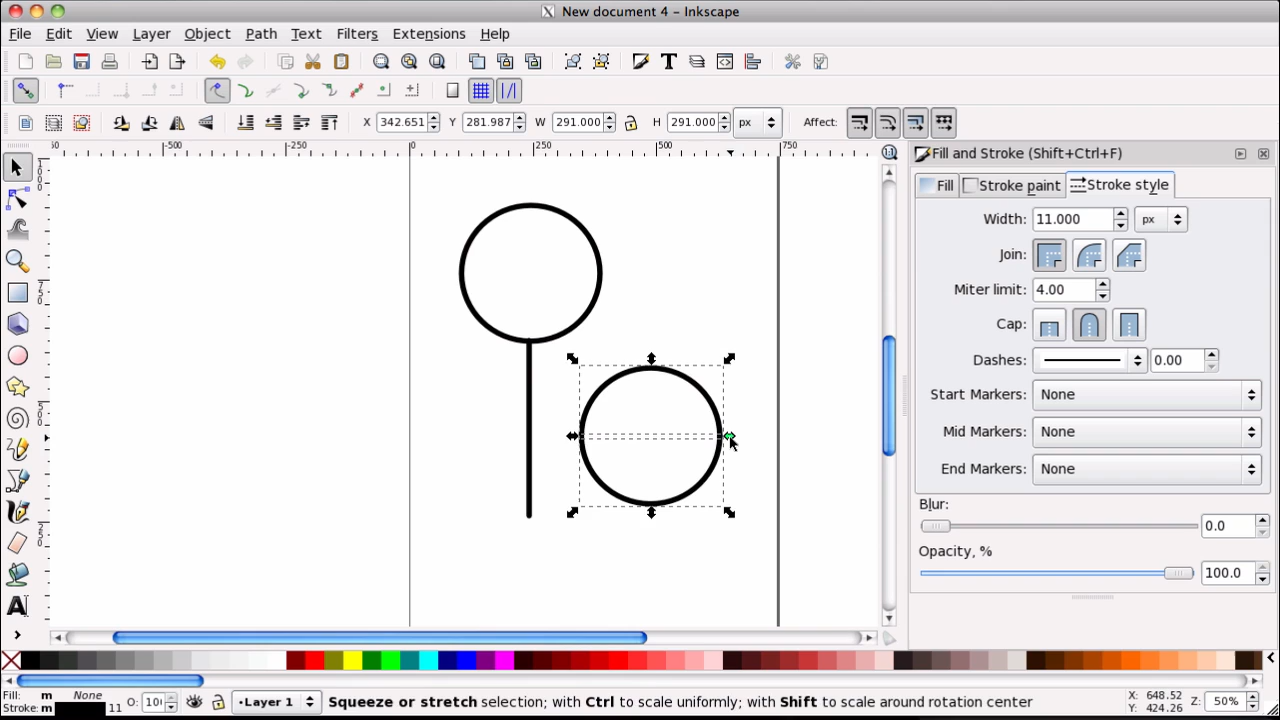 New document 4 - Inkscape
File Edit View Layer Object Path Text Filters Extensions Help
X 342.651 Y 281.987 W 291.000 H 291.000 px Affect:
-500 -250 0 250 500 750
Fill and Stroke (Shift+Ctrl+F)
Fill Stroke paint Stroke style
Width: 11.000 px
Join:
Miter limit: 4.00
Cap:
Dashes: 0.00
Start Markers: None
Mid Markers: None
End Markers: None
Blur:
0.0
Opacity, %
100.0
Fill: m None
Stroke: m 11 O: 10
Layer 1
Squeeze or stretch selection; with Ctrl to scale uniformly; with Shift to scale around rotation center
X: 648.52
Y: 424.26
Z: 50%